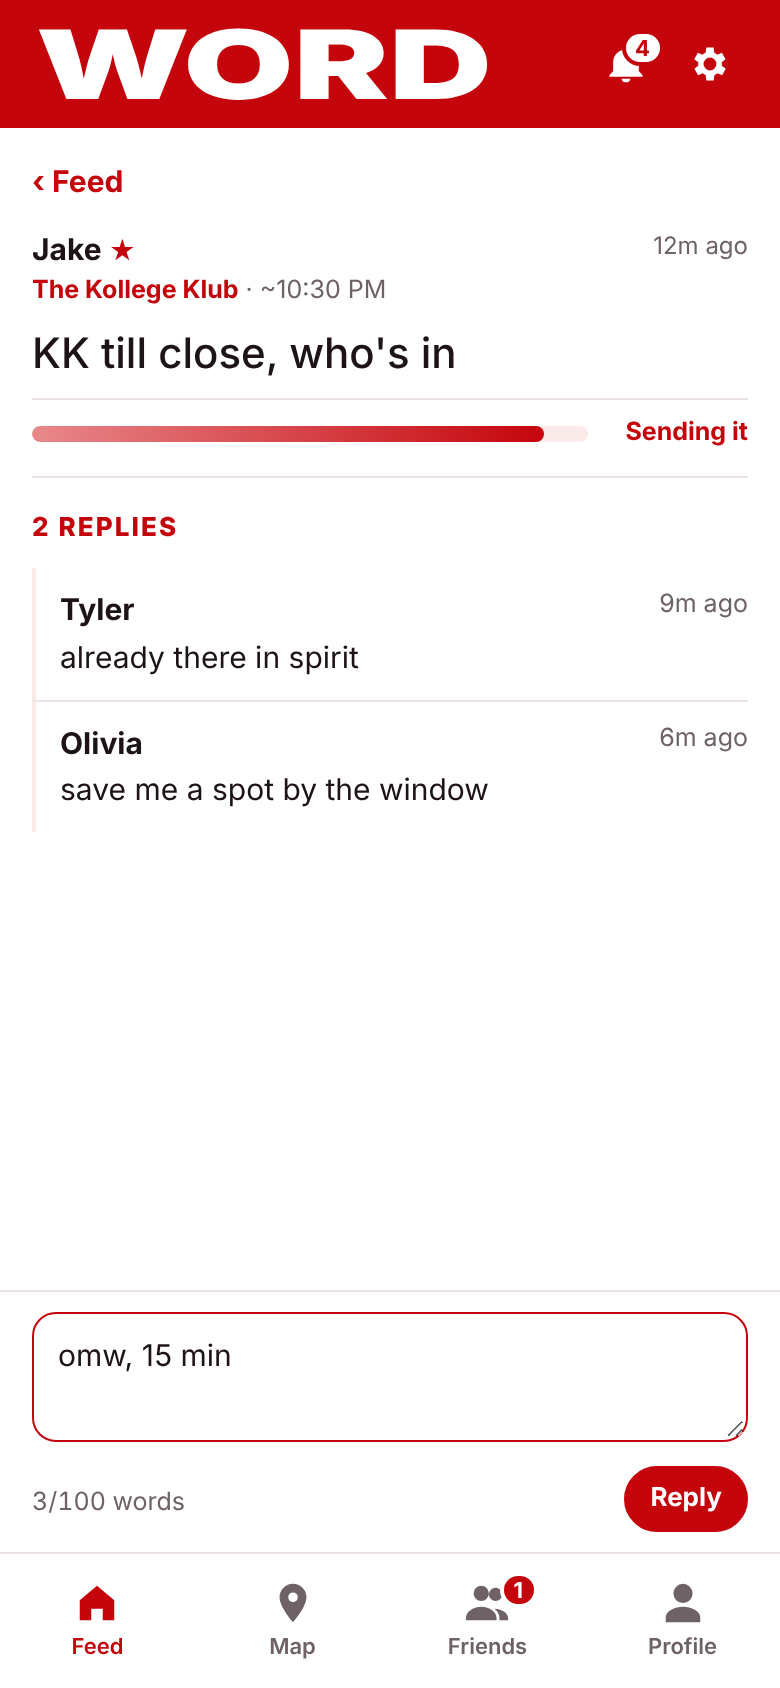 WORD
4
‹ Feed
Jake ★ 12m ago
The Kollege Klub · ~10:30 PM
KK till close, who's in
Sending it
2 REPLIES
Tyler 9m ago
already there in spirit
Olivia 6m ago
save me a spot by the window
omw, 15 min
3/100 words Reply
1
Feed Map Friends Profile